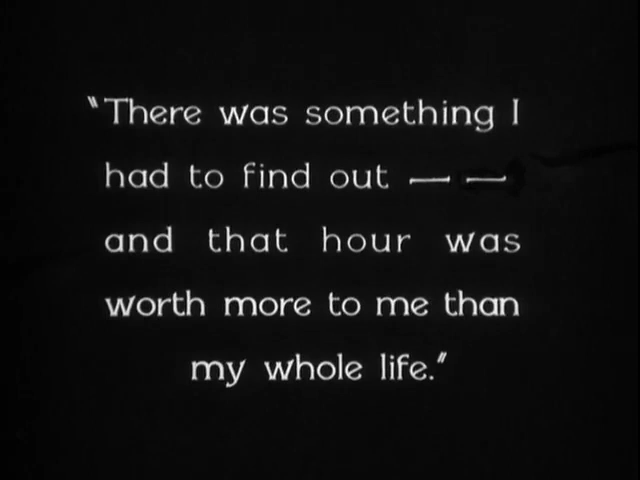 "There was something I
had to find out — —
and that hour was
worth more to me than
my whole life."